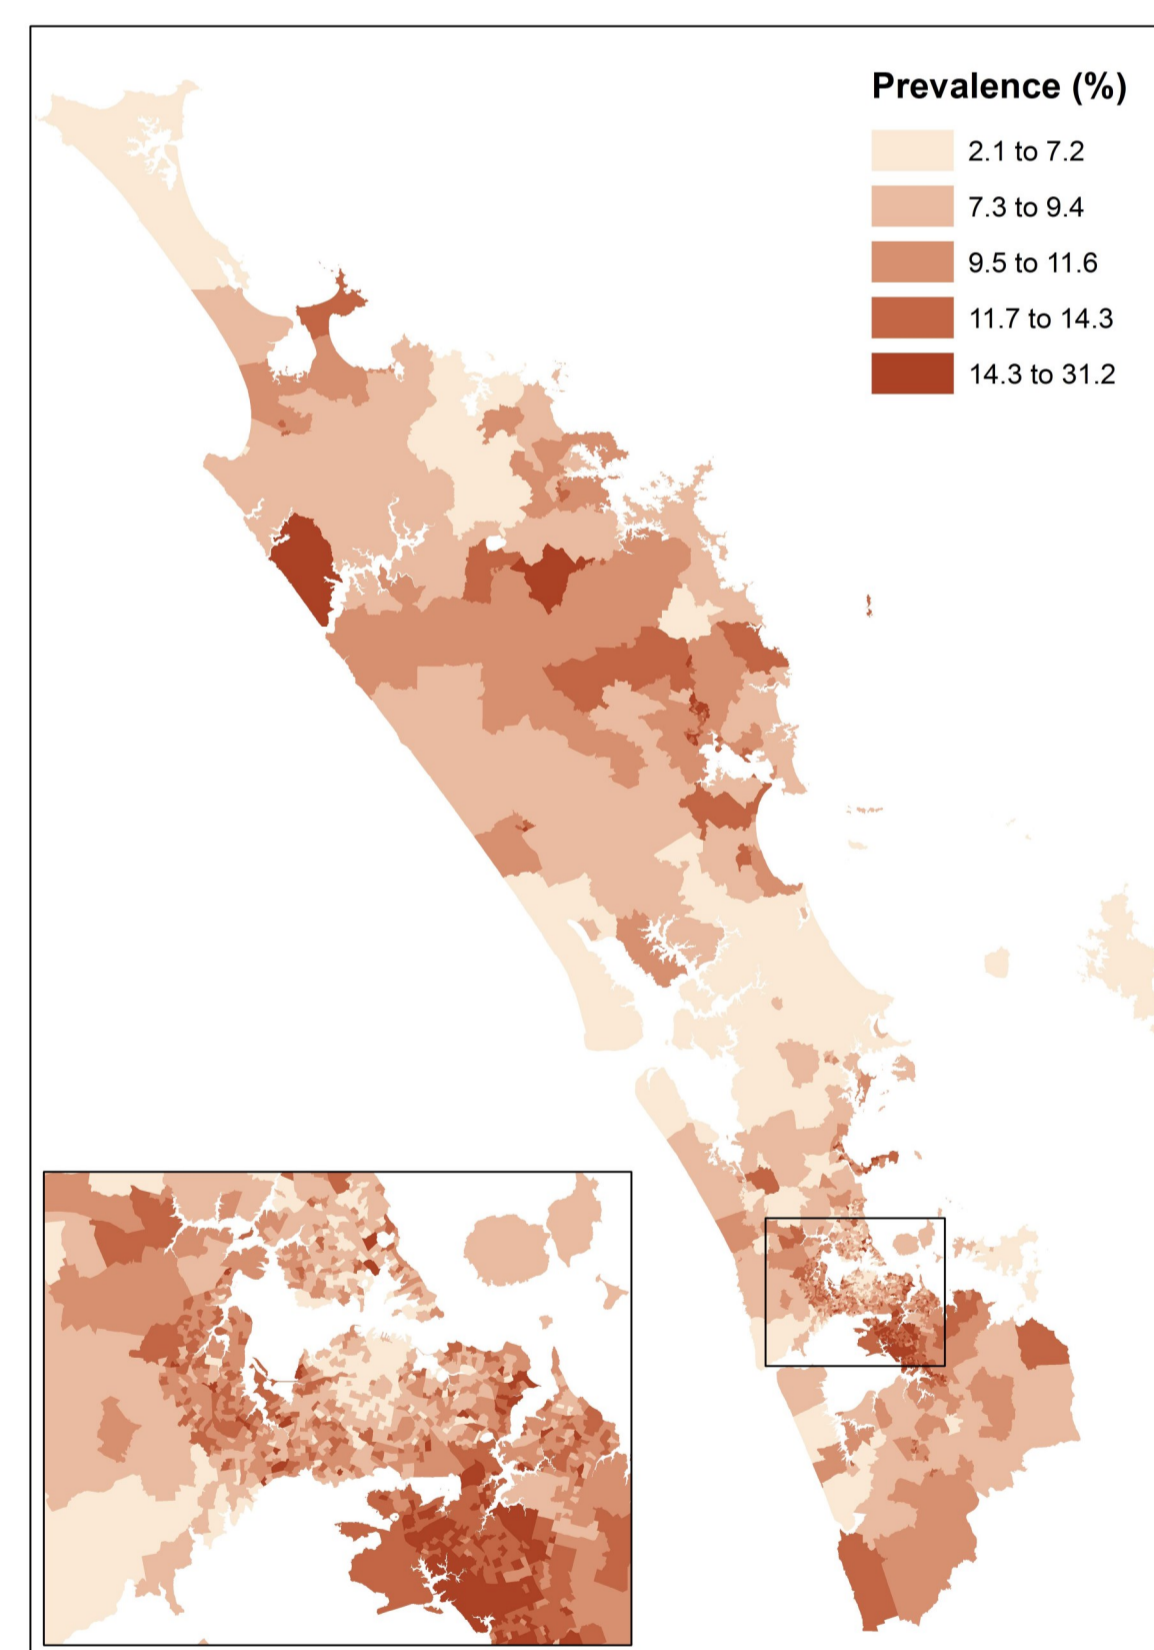 Prevalence (%)
2.1 to 7.2
7.3 to 9.4
9.5 to 11.6
11.7 to 14.3
14.3 to 31.2